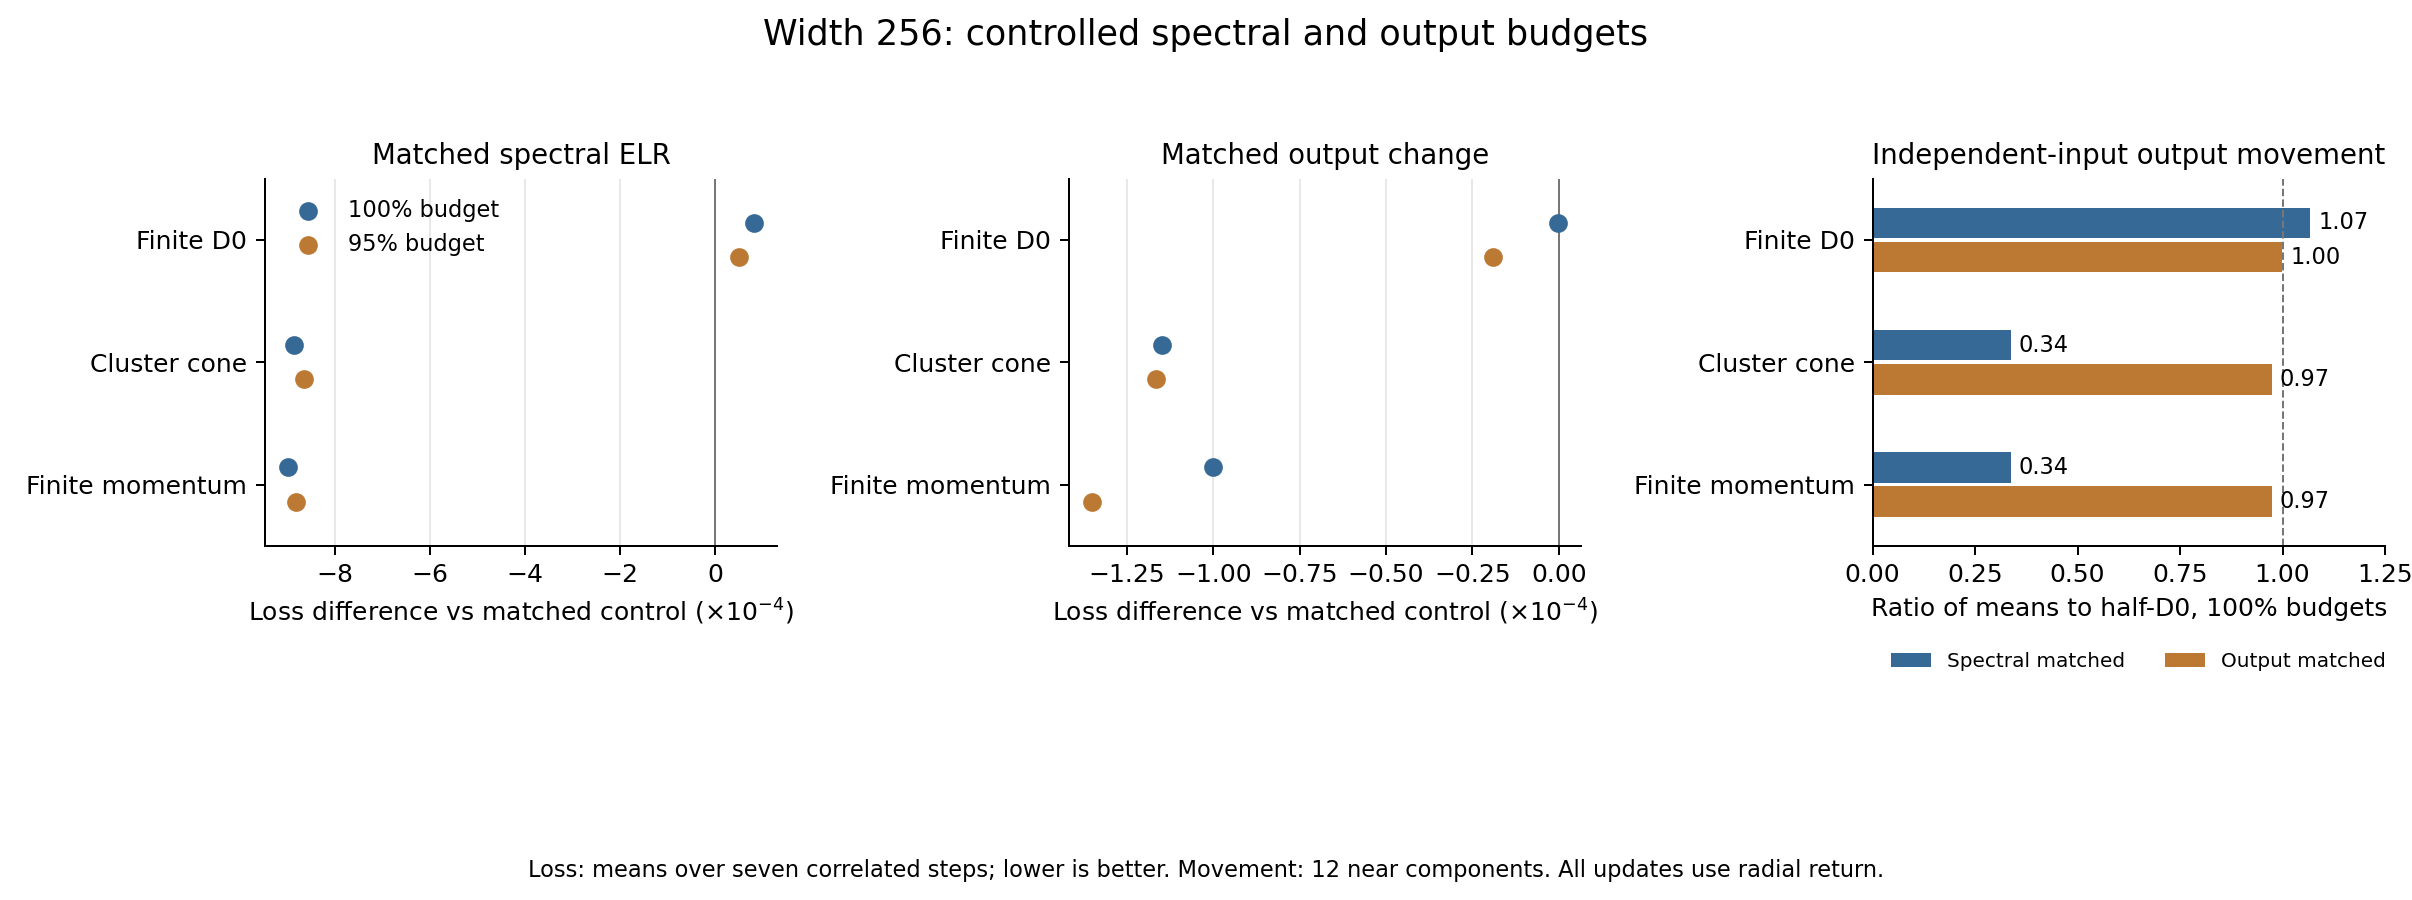 Width 256: controlled spectral and output budgets
Matched spectral ELR
100% budget
95% budget
Finite D0
Cluster cone
Finite momentum
−8 −6 −4 −2 0
Loss difference vs matched control (×10⁻⁴)
Matched output change
Finite D0
Cluster cone
Finite momentum
−1.25 −1.00 −0.75 −0.50 −0.25 0.00
Loss difference vs matched control (×10⁻⁴)
Independent-input output movement
Finite D0
1.07
1.00
Cluster cone
0.34
0.97
Finite momentum
0.34
0.97
0.00 0.25 0.50 0.75 1.00 1.25
Ratio of means to half-D0, 100% budgets
Spectral matched Output matched
Loss: means over seven correlated steps; lower is better. Movement: 12 near components. All updates use radial return.